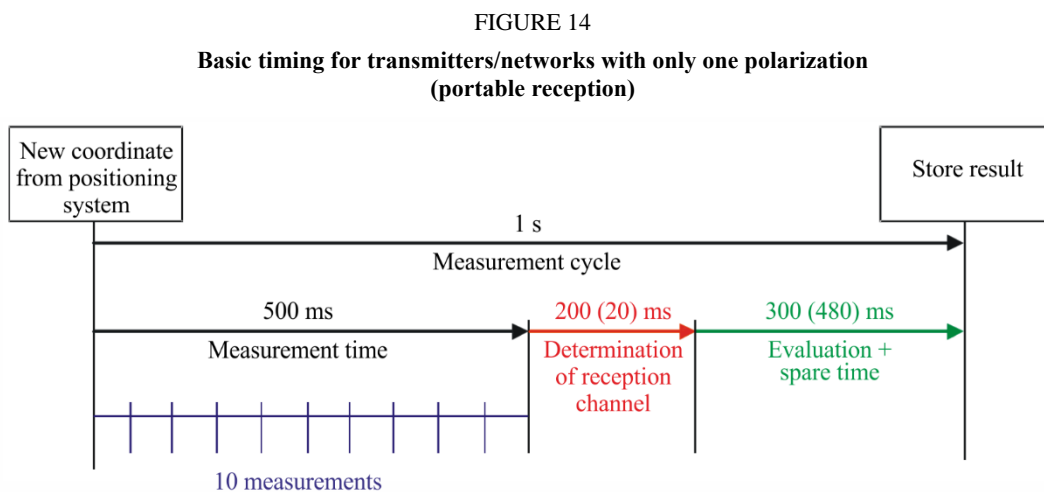 FIGURE 14
Basic timing for transmitters/networks with only one polarization
(portable reception)
New coordinate
from positioning
system
Store result
1 s
Measurement cycle
500 ms
Measurement time
200 (20) ms
Determination
of reception
channel
300 (480) ms
Evaluation +
spare time
10 measurements